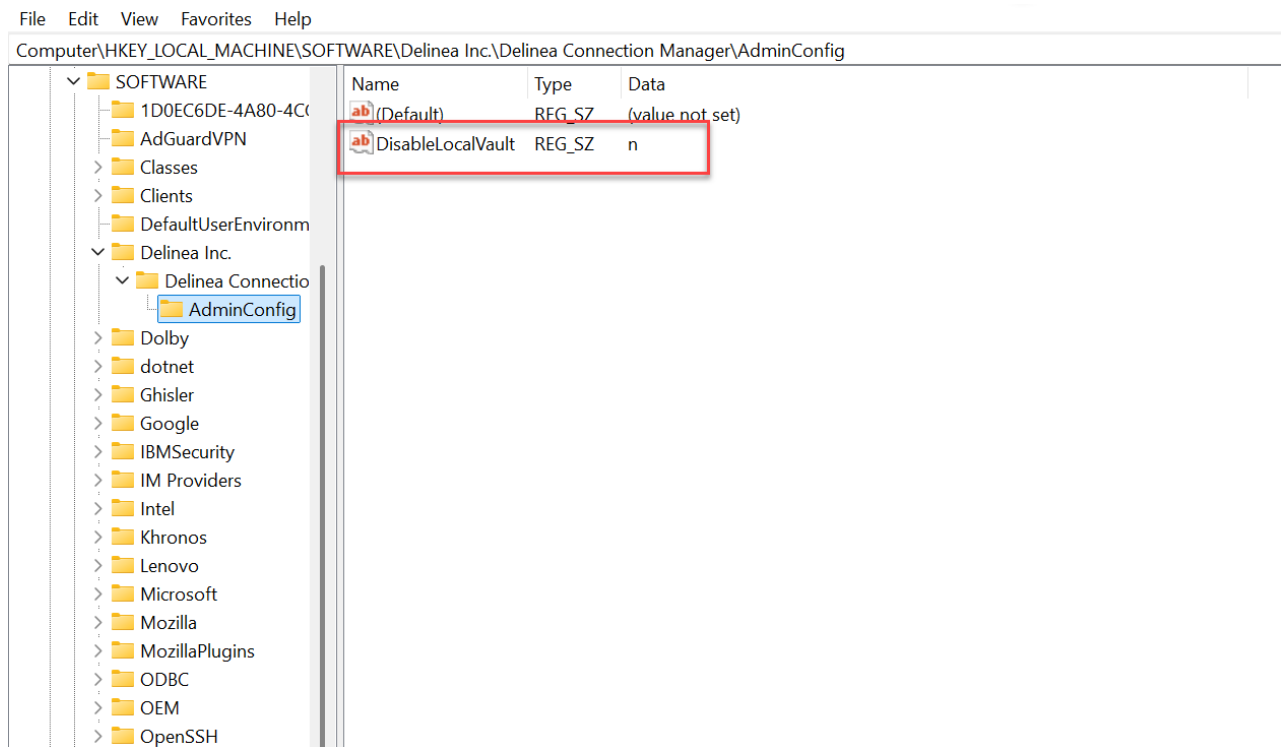 File Edit View Favorites Help
Computer\HKEY_LOCAL_MACHINE\SOFTWARE\Delinea Inc.\Delinea Connection Manager\AdminConfig
SOFTWARE
1D0EC6DE-4A80-4C
AdGuardVPN
Classes
Clients
DefaultUserEnvironm
Delinea Inc.
Delinea Connectio
AdminConfig
Dolby
dotnet
Ghisler
Google
IBMSecurity
IM Providers
Intel
Khronos
Lenovo
Microsoft
Mozilla
MozillaPlugins
ODBC
OEM
OpenSSH
Name Type Data
ab (Default) REG_SZ (value not set)
ab DisableLocalVault REG_SZ n